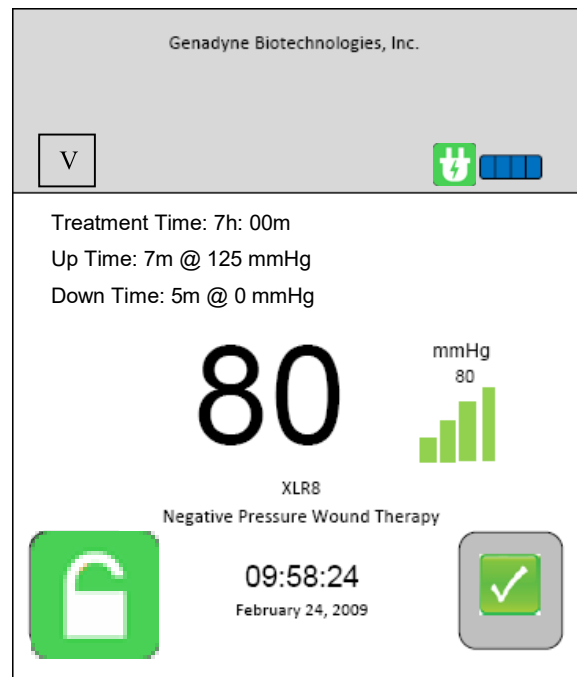 Genadyne Biotechnologies, Inc.
V
Treatment Time: 7h: 00m
Up Time: 7m @ 125 mmHg
Down Time: 5m @ 0 mmHg
80
mmHg
80
XLR8
Negative Pressure Wound Therapy
09:58:24
February 24, 2009